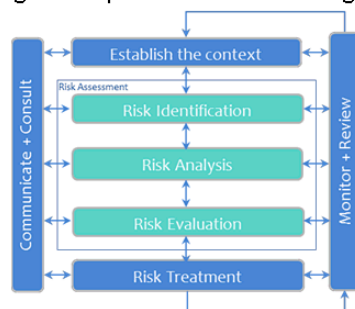 Establish the context
Risk Assessment
Risk Identification
Risk Analysis
Risk Evaluation
Risk Treatment
Communicate + Consult
Monitor + Review